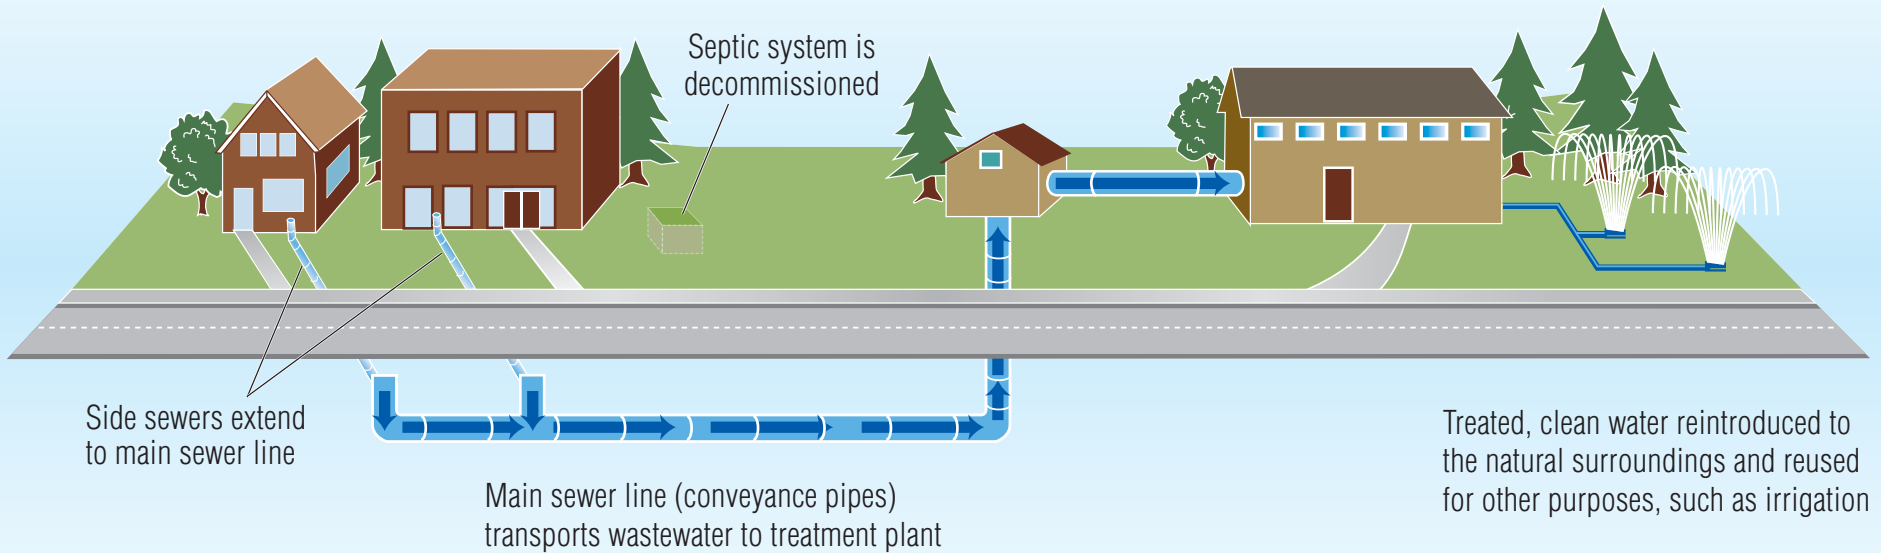 Septic system is
decommissioned
Side sewers extend
to main sewer line
Main sewer line (conveyance pipes)
transports wastewater to treatment plant
Treated, clean water reintroduced to
the natural surroundings and reused
for other purposes, such as irrigation